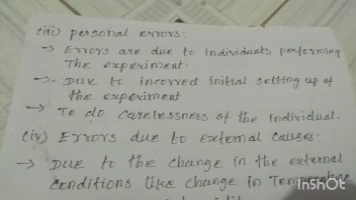 (iii) personal errors:
-> Errors are due to individuals performing
The experiment.
->. Due to incorrect initial setting up of
the experiment
-> To do carelessness of the individual.
(iv) Errors due to external causes:
-> Due to the change in the external
conditions like change in Temperature
InShOt